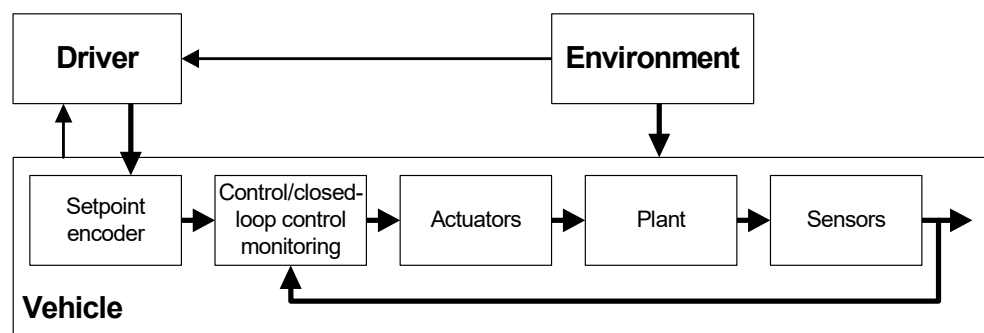 Driver
Environment
Setpoint
encoder
Control/closed-
loop control
monitoring
Actuators
Plant
Sensors
Vehicle